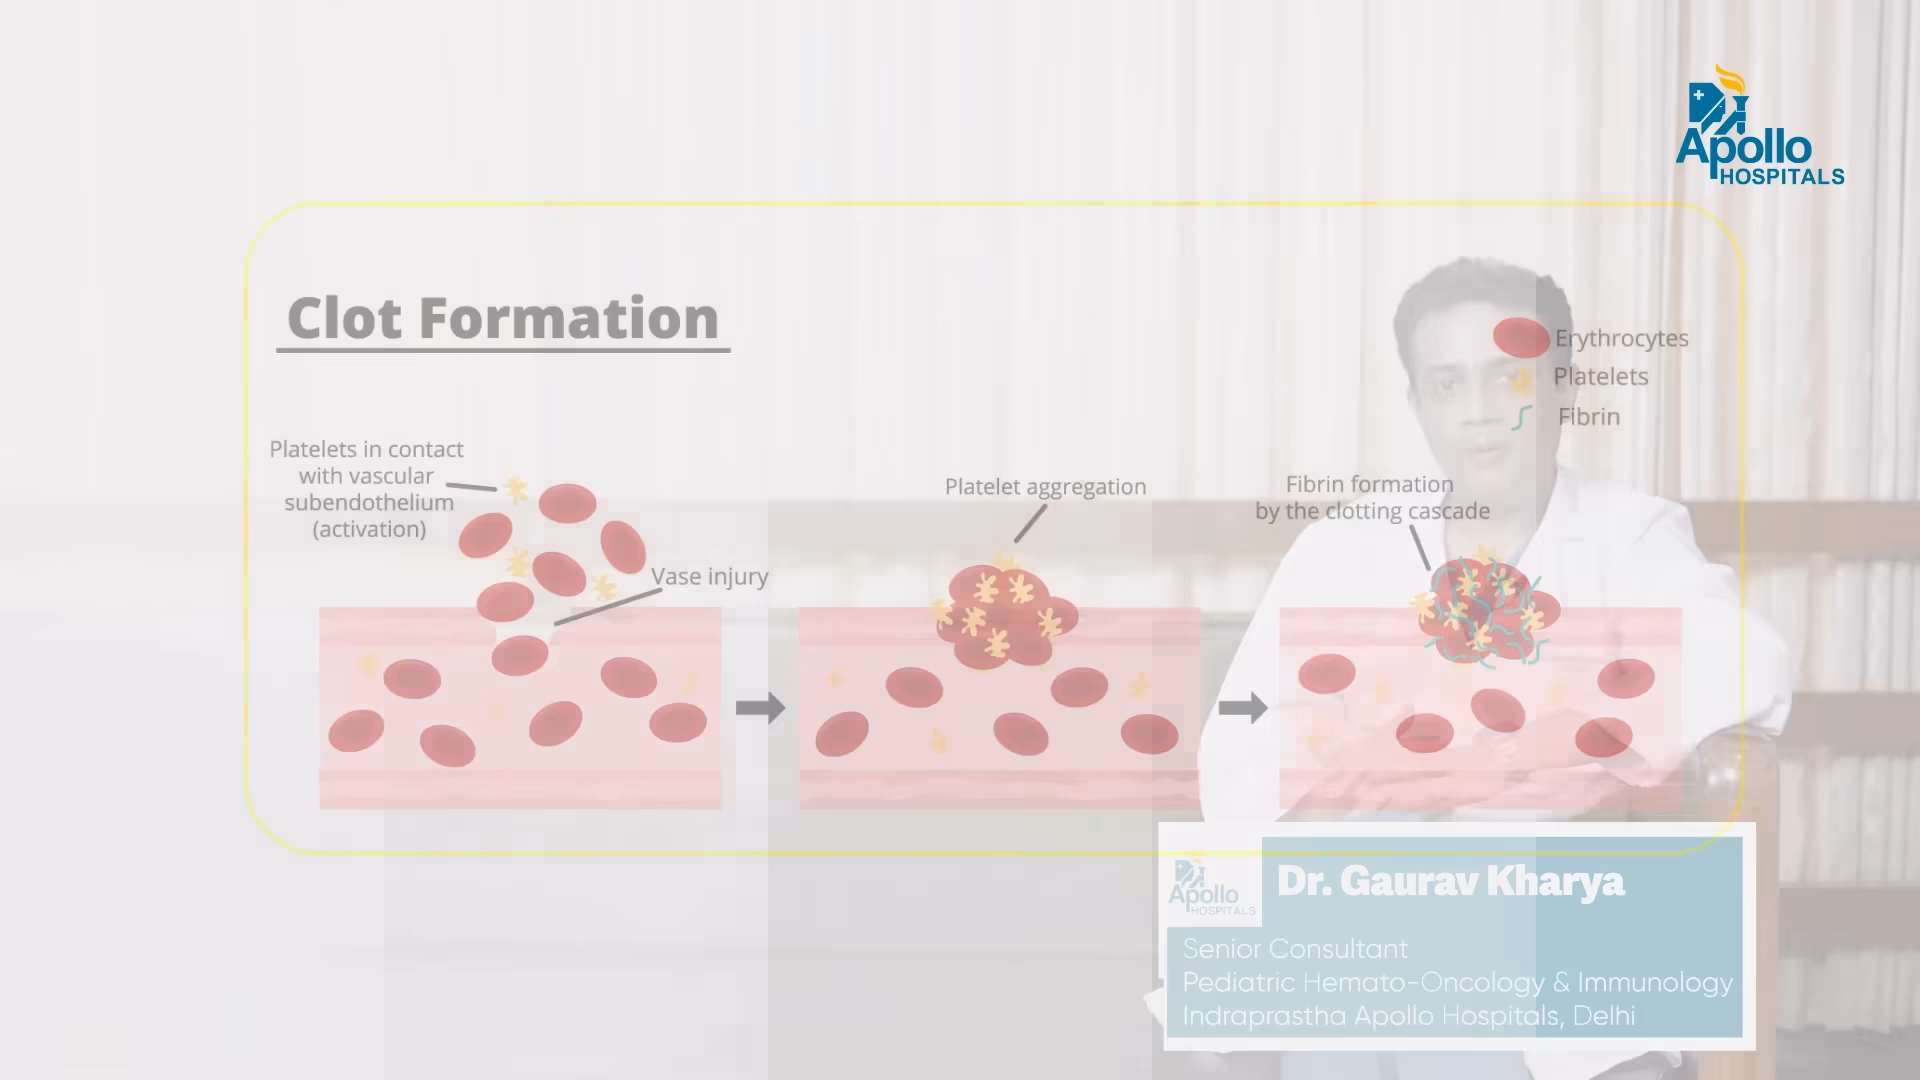 Apollo
HOSPITALS
Clot Formation
Erythrocytes
Platelets
Fibrin
Platelets in contact
with vascular
subendothelium
(activation)
Vase injury
Platelet aggregation
Fibrin formation
by the clotting cascade
Apollo
HOSPITALS
Dr. Gaurav Kharya
Senior Consultant
Pediatric Hemato-Oncology & Immunology
Indraprastha Apollo Hospitals, Delhi